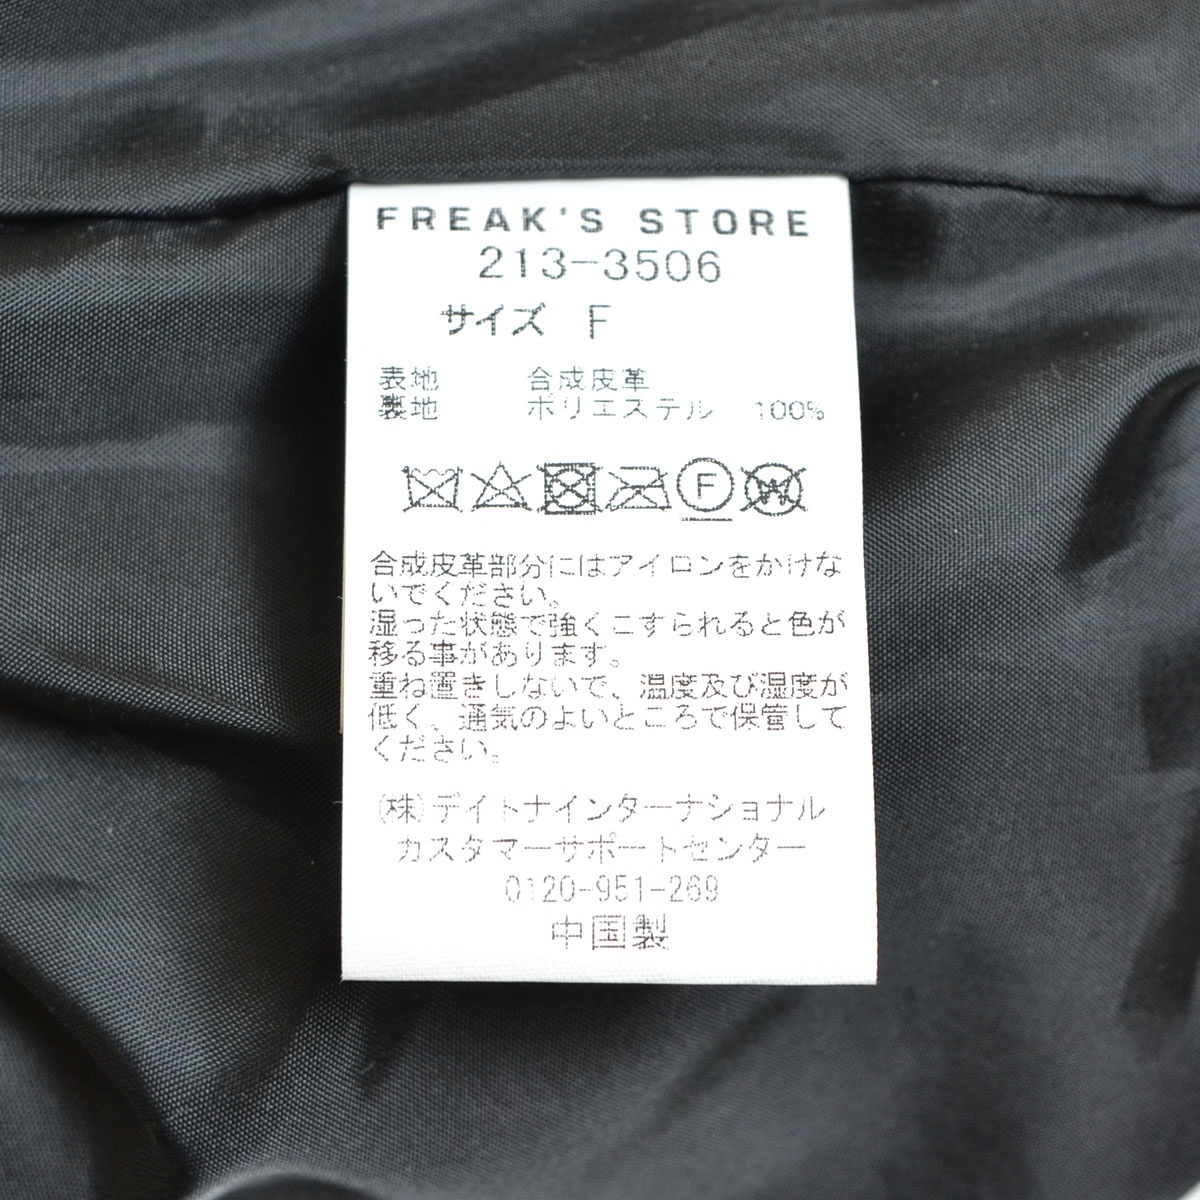 FREAK'S STORE
213-3506
サイズ F
表地 合成皮革
裏地 ポリエステル 100%
F W
合成皮革部分にはアイロンをかけな
いでください。
湿った状態で強くこすられると色が
移る事があります。
重ね置きしないで、温度及び湿度が
低く、通気のよいところで保管して
ください。
(株)デイトナインターナショナル
カスタマーサポートセンター
0120-951-269
中国製